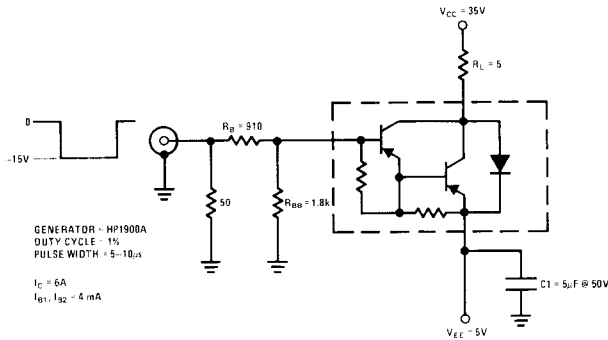 V_CC = 35V
R_L = 5
0
R_B = 910
–15V
50
R_BB = 1.8k
GENERATOR ~ HP1900A
DUTY CYCLE · 1%
PULSE WIDTH = 5–10µs
I_C = 6A
I_B1, I_B2 = 4 mA
C1 = 5µF @ 50V
V_EE = 5V